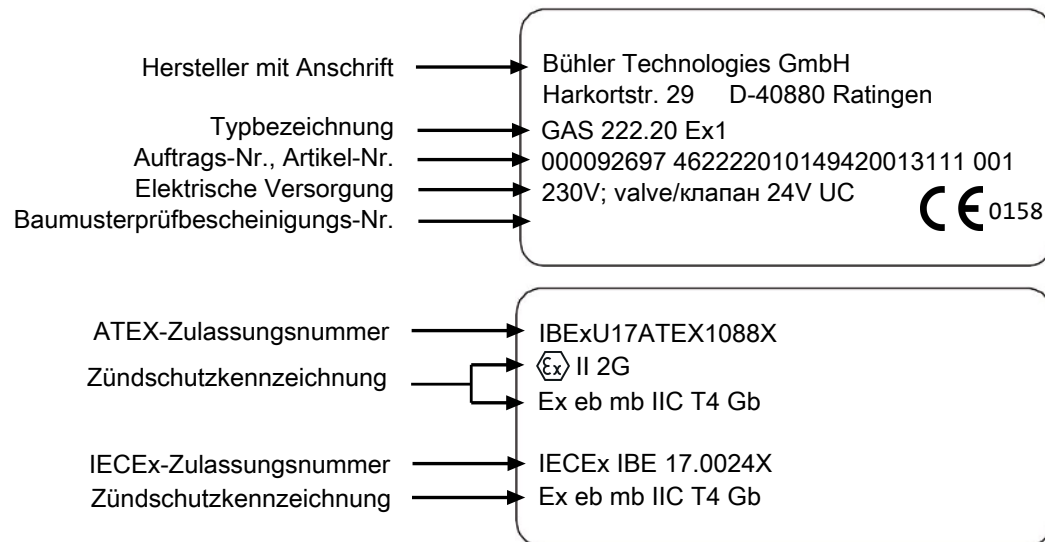 Hersteller mit Anschrift Bühler Technologies GmbH
Harkortstr. 29 D-40880 Ratingen
Typbezeichnung GAS 222.20 Ex1
Auftrags-Nr., Artikel-Nr. 000092697 462222010149420013111 001
Elektrische Versorgung 230V; valve/клапан 24V UC
Baumusterprüfbescheinigungs-Nr. CE 0158
ATEX-Zulassungsnummer IBExU17ATEX1088X
Zündschutzkennzeichnung Ex II 2G
Ex eb mb IIC T4 Gb
IECEx-Zulassungsnummer IECEx IBE 17.0024X
Zündschutzkennzeichnung Ex eb mb IIC T4 Gb